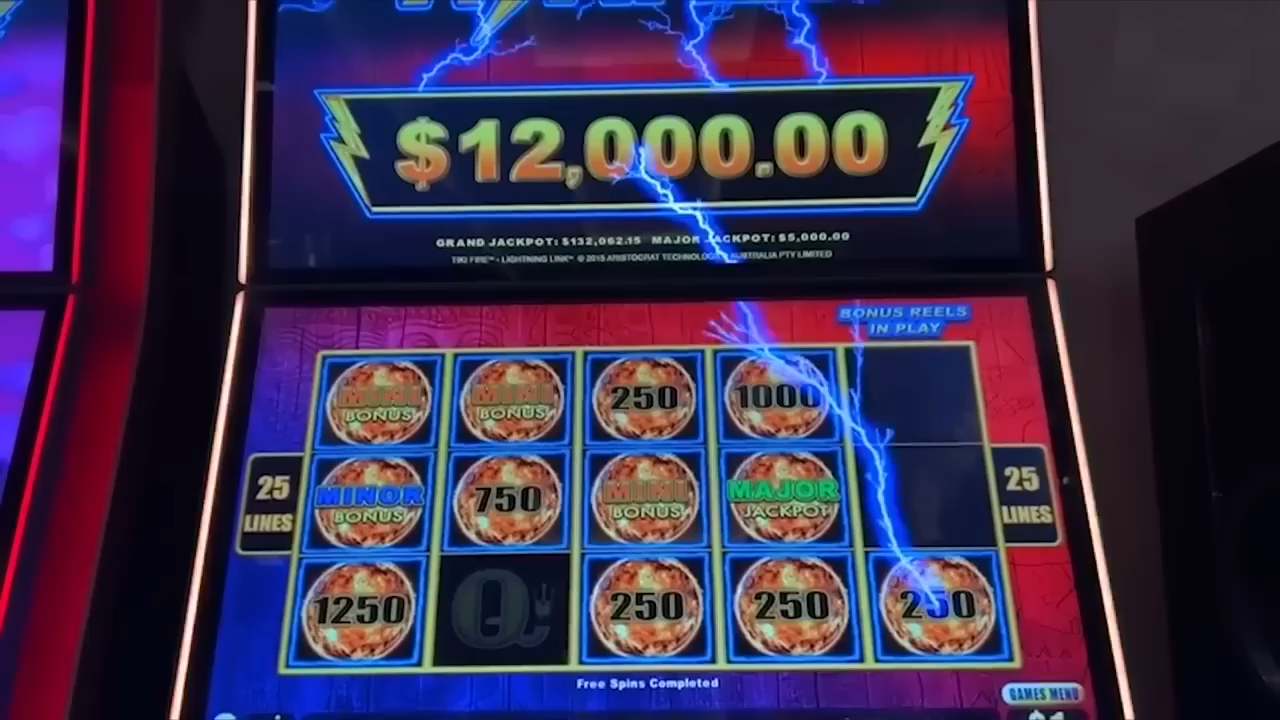 $12,000.00
GRAND JACKPOT: $132,062.15 MAJOR JACKPOT: $5,000.00
TIKI FIRE™ - LIGHTNING LINK™ © 2015 ARISTOCRAT TECHNOLOGIES AUSTRALIA PTY LIMITED
BONUS REELS
IN PLAY
MINI BONUS
MINI BONUS
250
1000
25 LINES
MINOR BONUS
750
MINI BONUS
MAJOR JACKPOT
25 LINES
1250
Q
250
250
250
Free Spins Completed
GAMES MENU